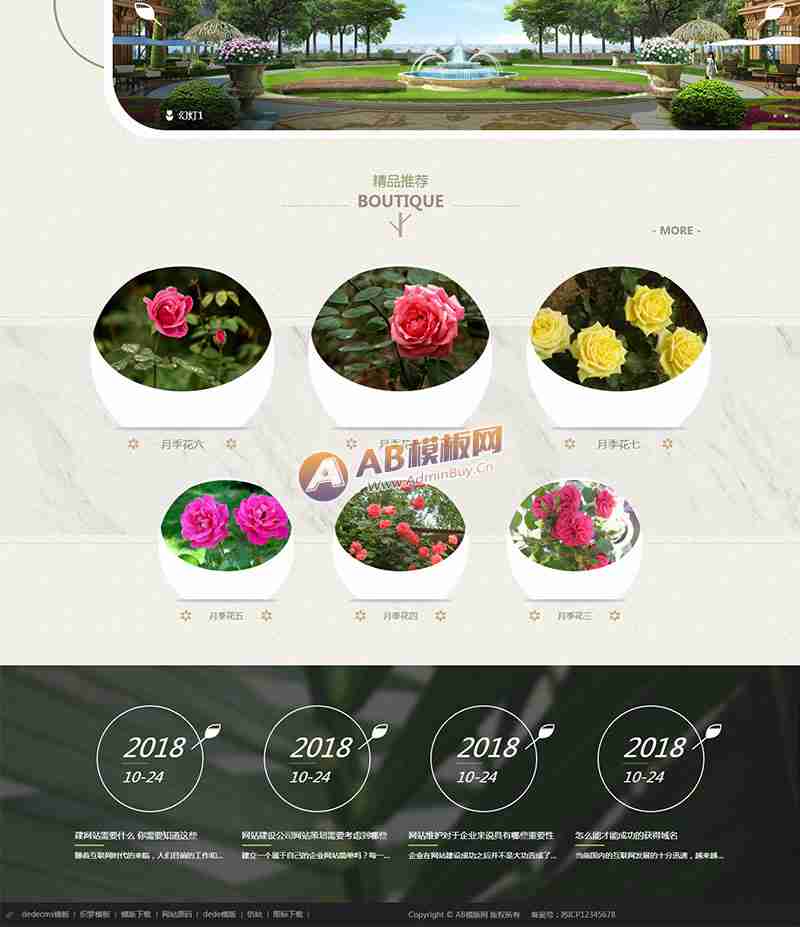 幻灯1
精品推荐
BOUTIQUE
- MORE -
月季花六
月季花
月季花七
AB模板网
www.AdminBuy.Cn
月季花五
月季花四
月季花三
2018
10-24
2018
10-24
2018
10-24
2018
10-24
建网站需要什么 你需要知道这些
网站建设公司网站策划需要考虑到哪些
网站维护对于企业来说具有哪些重要性
怎么能才能成功的获得域名
随着互联网时代的来临，人们目前的工作和...
建立一个属于自己的企业网站简单吗？每一...
企业在网站建设成功之后并不是大功告成了...
当前国内的互联网发展的十分迅速，越来越...
dedecms模板 | 织梦模板 | 模板下载 | 网站源码 | dede模版 | 仿站 | 图标下载 |
Copyright © AB模版网 版权所有 备案号：苏ICP12345678